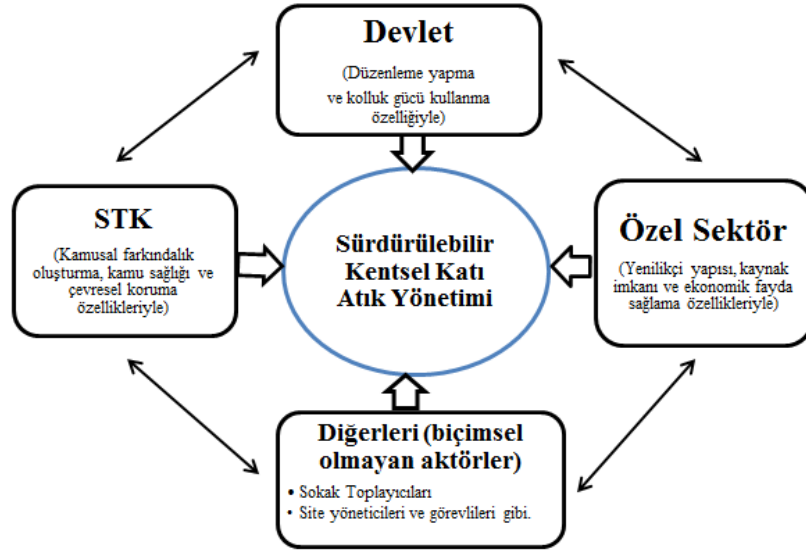 Devlet
(Düzenleme yapma
ve kolluk gücü kullanma
özelliğiyle)
STK
(Kamusal farkındalık
oluşturma, kamu sağlığı ve
çevresel koruma
özellikleriyle)
Sürdürülebilir
Kentsel Katı
Atık Yönetimi
Özel Sektör
(Yenilikçi yapısı, kaynak
imkanı ve ekonomik fayda
sağlama özellikleriyle)
Diğerleri (biçimsel
olmayan aktörler)
• Sokak Toplayıcıları
• Site yöneticileri ve görevlileri gibi.